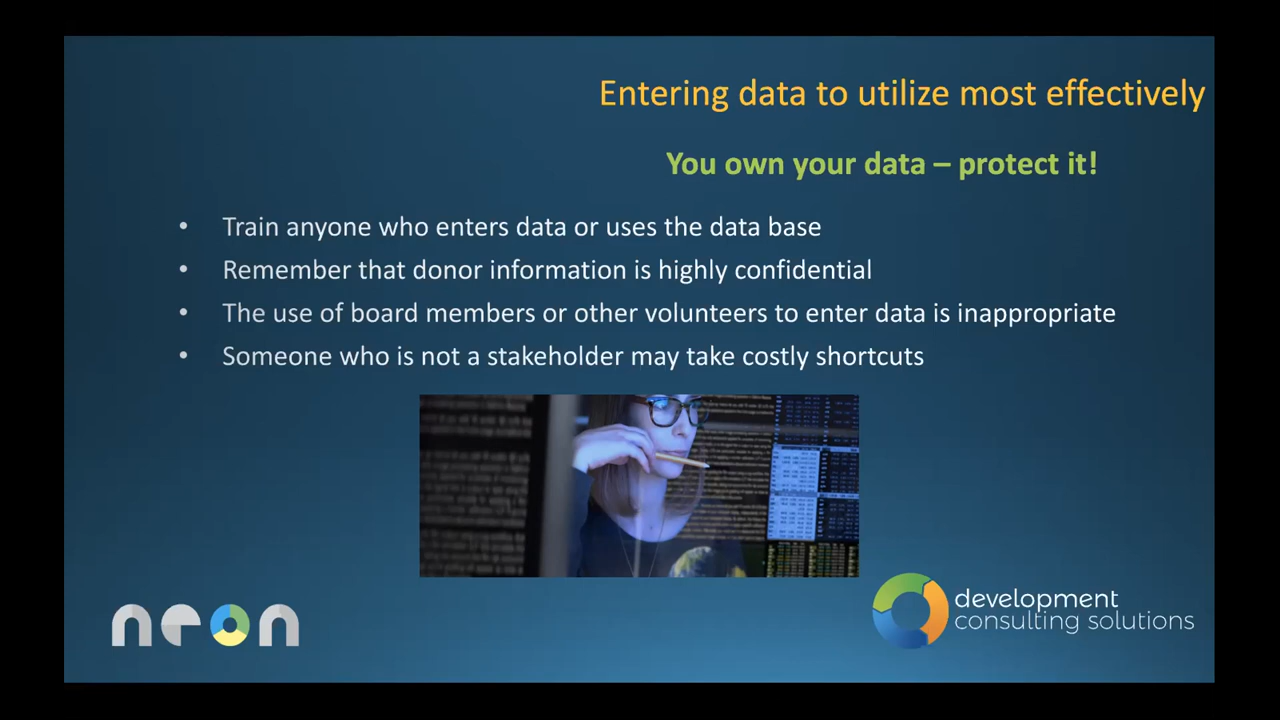 Entering data to utilize most effectively
You own your data – protect it!
• Train anyone who enters data or uses the data base
• Remember that donor information is highly confidential
• The use of board members or other volunteers to enter data is inappropriate
• Someone who is not a stakeholder may take costly shortcuts
neon
development
consulting solutions